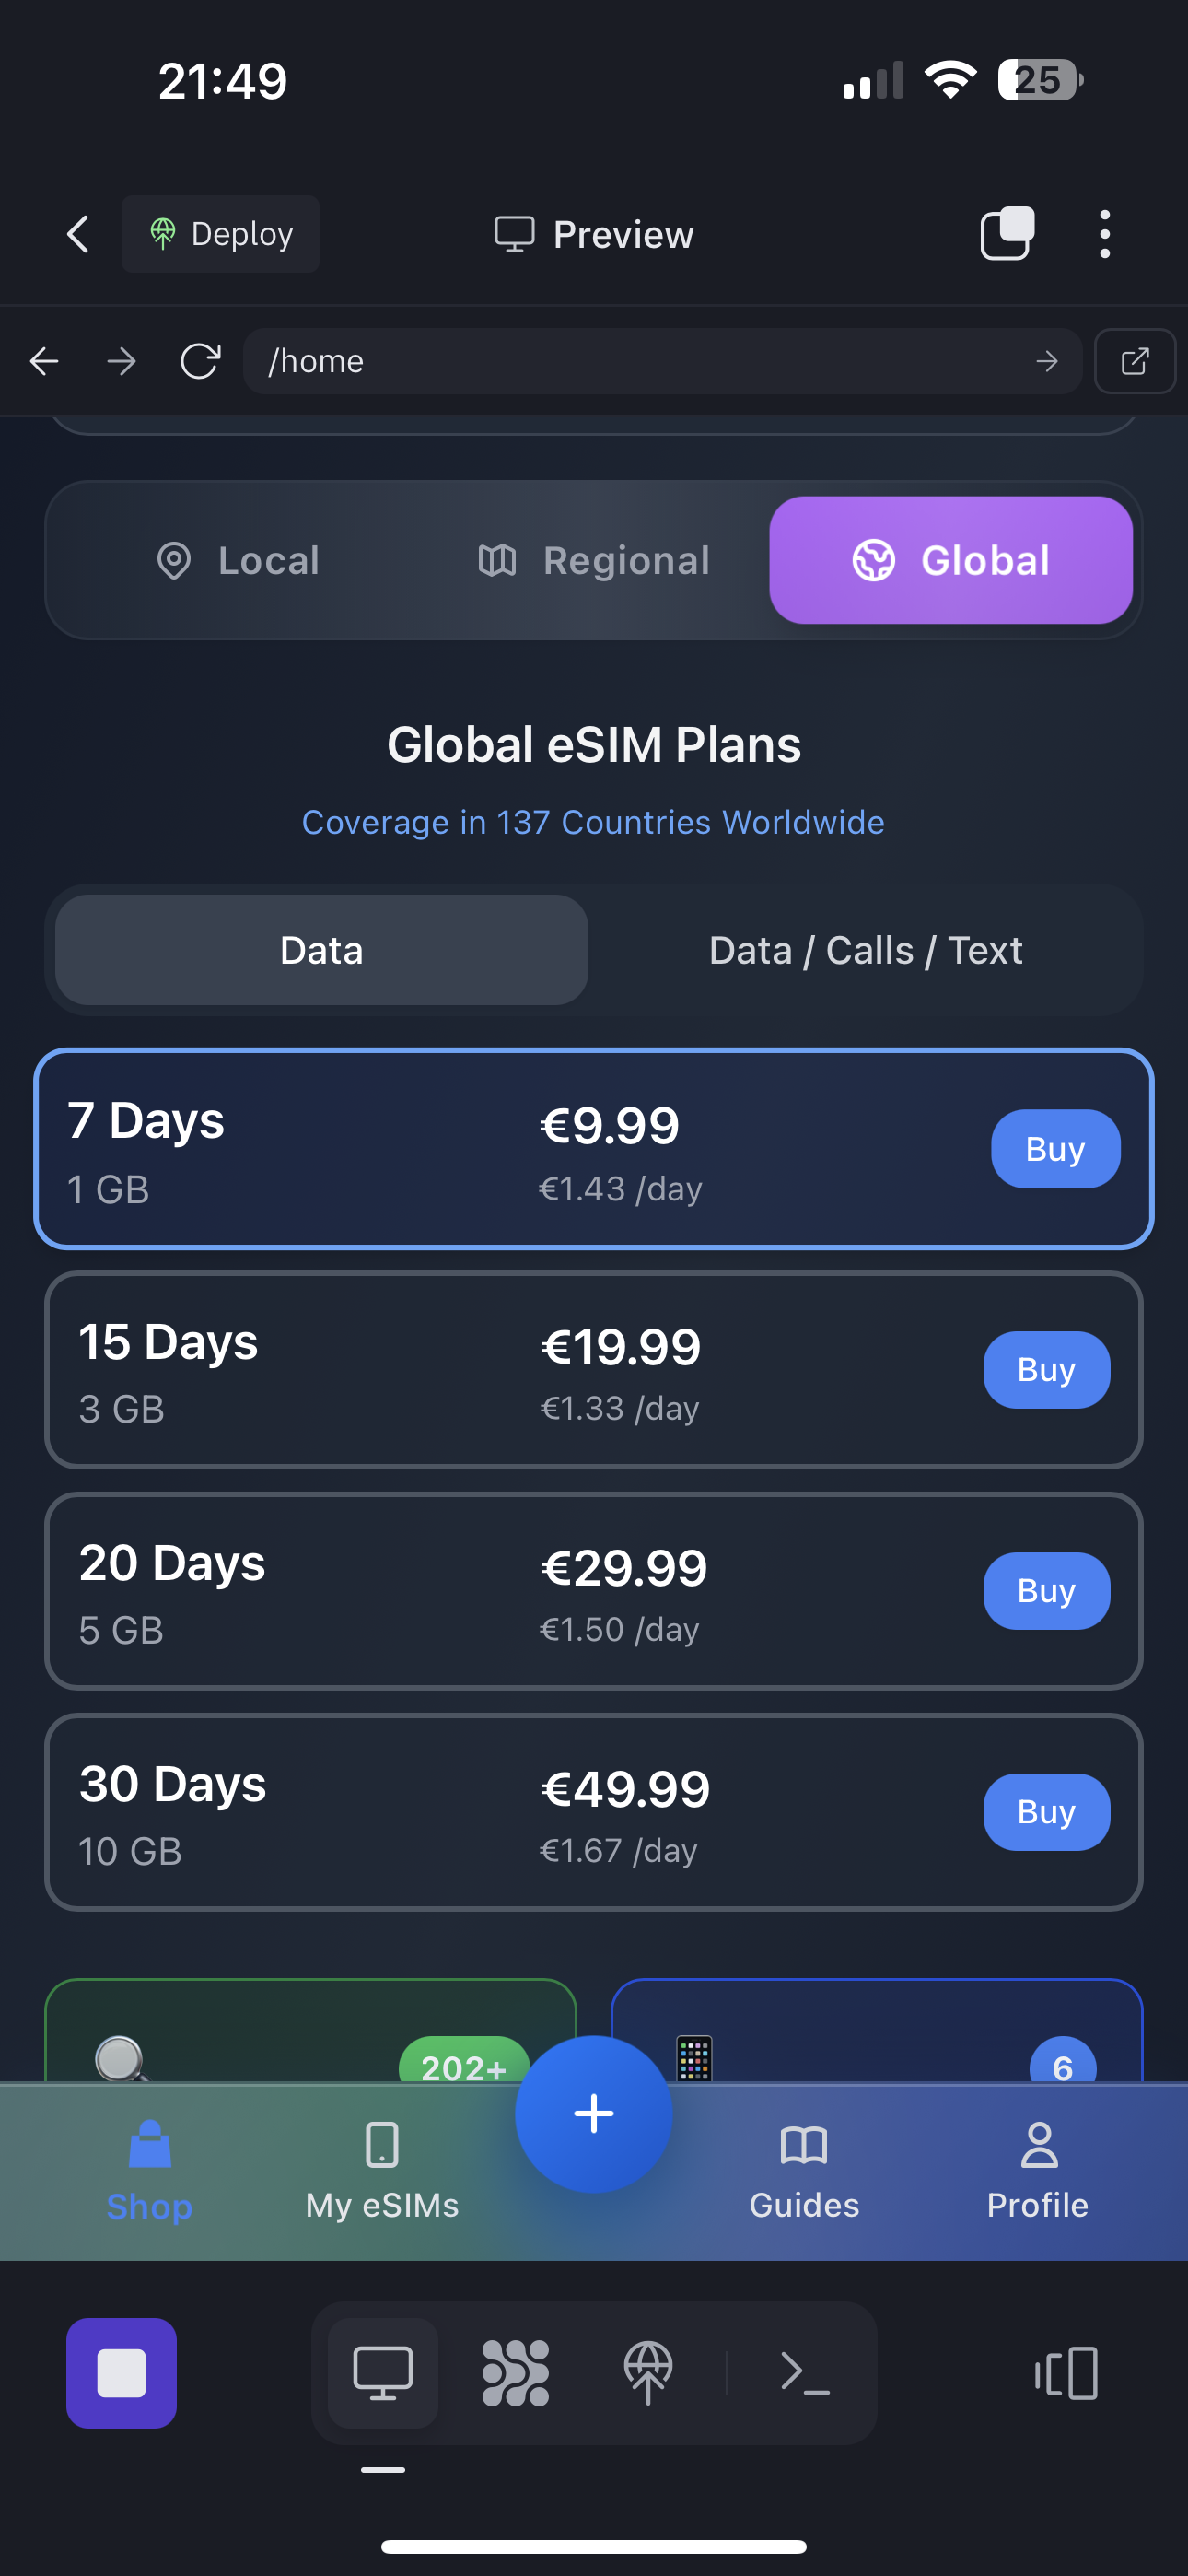 21:49
25
Deploy
Preview
/home
Local
Regional
Global
Global eSIM Plans
Coverage in 137 Countries Worldwide
Data
Data / Calls / Text
7 Days
€9.99
Buy
1 GB
€1.43 /day
15 Days
€19.99
Buy
3 GB
€1.33 /day
20 Days
€29.99
Buy
5 GB
€1.50 /day
30 Days
€49.99
Buy
10 GB
€1.67 /day
202+
6
Shop
My eSIMs
Guides
Profile